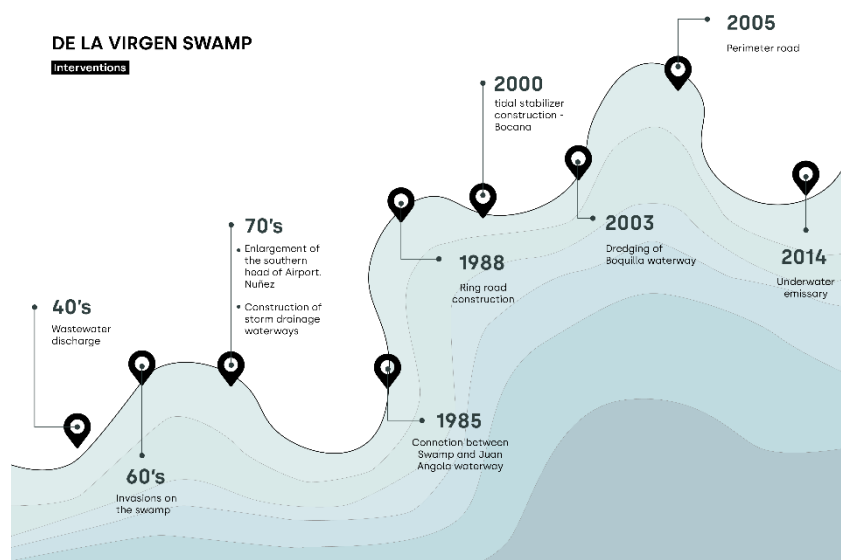 DE LA VIRGEN SWAMP
Interventions
40's
Wastewater
discharge
60's
Invasions on
the swamp
70's
• Enlargement of
the southern
head of Airport.
Nuñez
• Construction of
storm drainage
waterways
1985
Connetion between
Swamp and Juan
Angola waterway
1988
Ring road
construction
2000
tidal stabilizer
construction -
Bocana
2003
Dredging of
Boquilla waterway
2005
Perimeter road
2014
Underwater
emissary